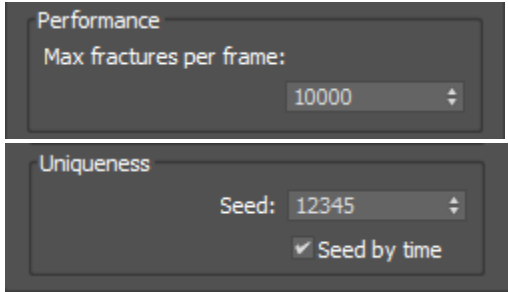 Performance
Max fractures per frame:
10000
Uniqueness
Seed: 12345
Seed by time